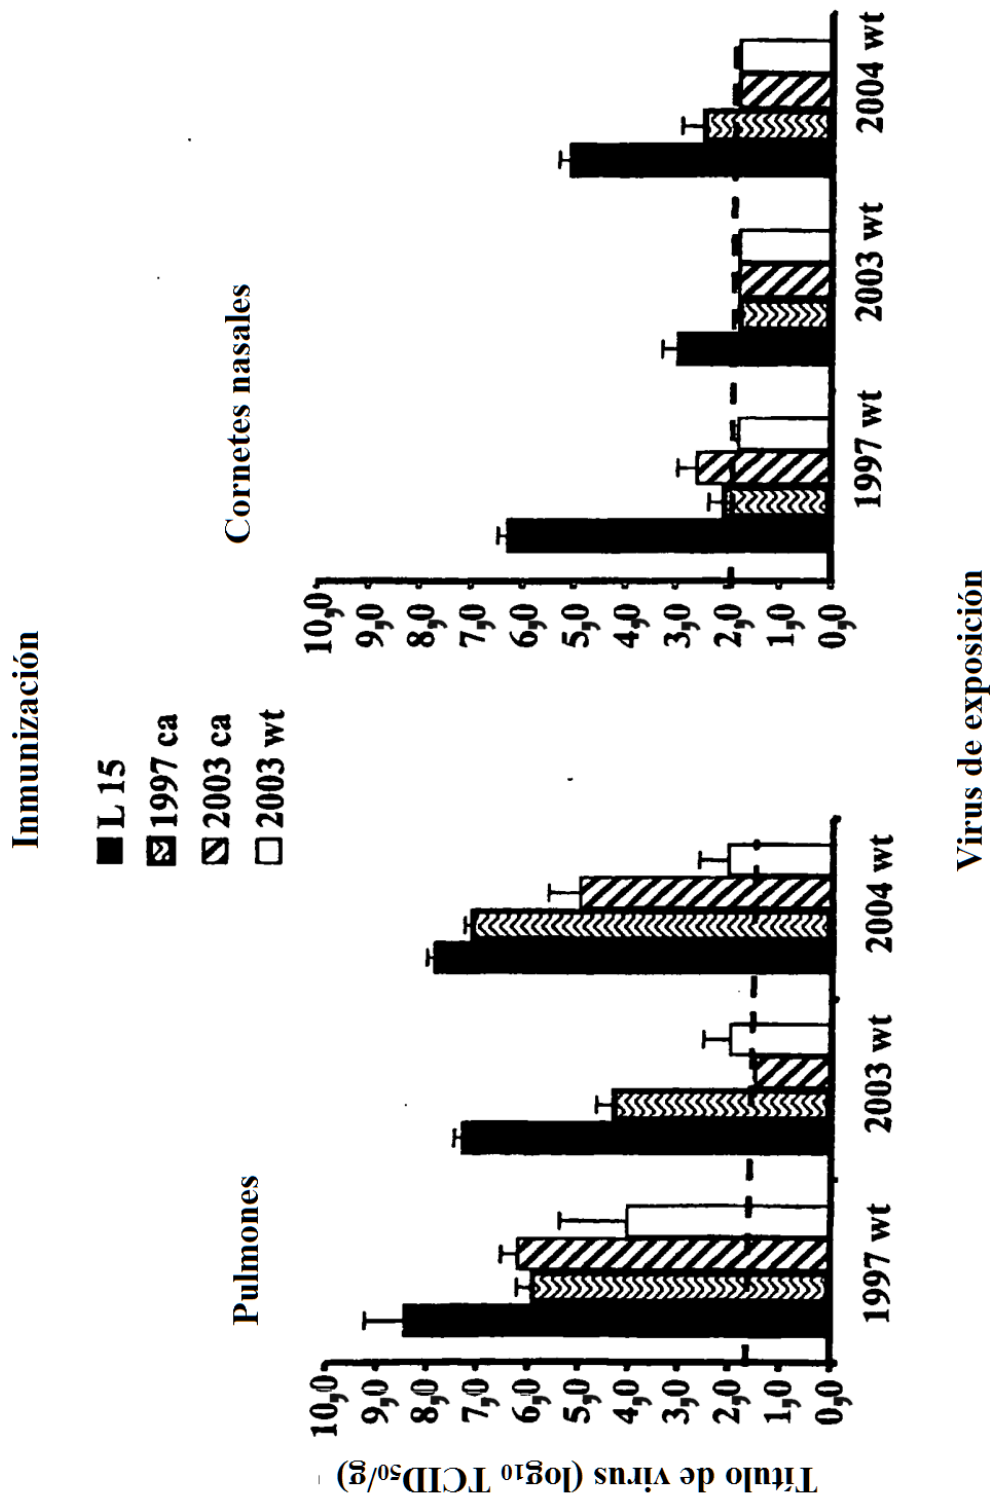 Inmunización
L 15
1997 ca
2003 ca
2003 wt
Pulmones
Cornetes nasales
Título de virus (log₁₀ TCID₅₀/g)
10,0
9,0
8,0
7,0
6,0
5,0
4,0
3,0
2,0
1,0
0,0
1997 wt
2003 wt
2004 wt
10,0
9,0
8,0
7,0
6,0
5,0
4,0
3,0
2,0
1,0
0,0
1997 wt
2003 wt
2004 wt
Virus de exposición